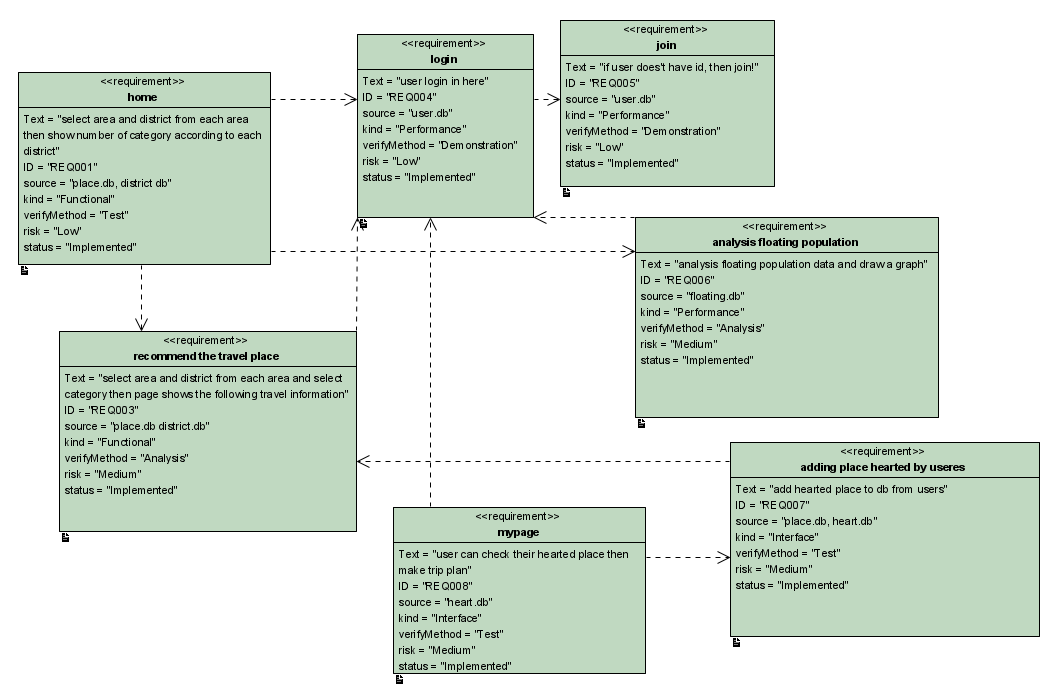 <<requirement>>
home
Text = "select area and district from each area
then show number of category according to each
district"
ID = "REQ001"
source = "place.db, district db"
kind = "Functional"
verifyMethod = "Test"
risk = "Low"
status = "Implemented"
<<requirement>>
login
Text = "user login in here"
ID = "REQ004"
source = "user.db"
kind = "Performance"
verifyMethod = "Demonstration"
risk = "Low"
status = "Implemented"
<<requirement>>
join
Text = "if user does't have id, then join!"
ID = "REQ005"
source = "user.db"
kind = "Performance"
verifyMethod = "Demonstration"
risk = "Low"
status = "Implemented"
<<requirement>>
analysis floating population
Text = "analysis floating population data and draw a graph"
ID = "REQ006"
source = "floating.db"
kind = "Performance"
verifyMethod = "Analysis"
risk = "Medium"
status = "Implemented"
<<requirement>>
recommend the travel place
Text = "select area and district from each area and select
category then page shows the following travel information"
ID = "REQ003"
source = "place.db district.db"
kind = "Functional"
verifyMethod = "Analysis"
risk = "Medium"
status = "Implemented"
<<requirement>>
adding place hearted by useres
Text = "add hearted place to db from users"
ID = "REQ007"
source = "place.db, heart.db"
kind = "Interface"
verifyMethod = "Test"
risk = "Medium"
status = "Implemented"
<<requirement>>
mypage
Text = "user can check their hearted place then
make trip plan"
ID = "REQ008"
source = "heart.db"
kind = "Interface"
verifyMethod = "Test"
risk = "Medium"
status = "Implemented"